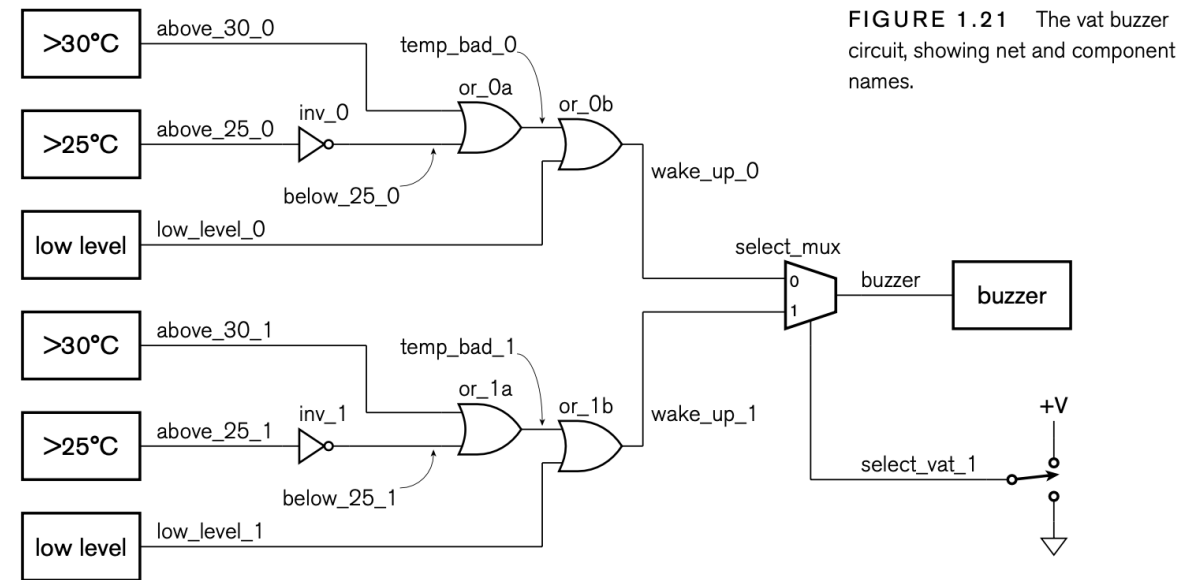 FIGURE 1.21 The vat buzzer
circuit, showing net and component
names.
>30°C
above_30_0
temp_bad_0
or_0a
or_0b
>25°C
above_25_0
inv_0
wake_up_0
below_25_0
low level
low_level_0
select_mux
0
buzzer
buzzer
1
>30°C
above_30_1
temp_bad_1
or_1a
or_1b
>25°C
above_25_1
inv_1
wake_up_1
+V
select_vat_1
below_25_1
low level
low_level_1